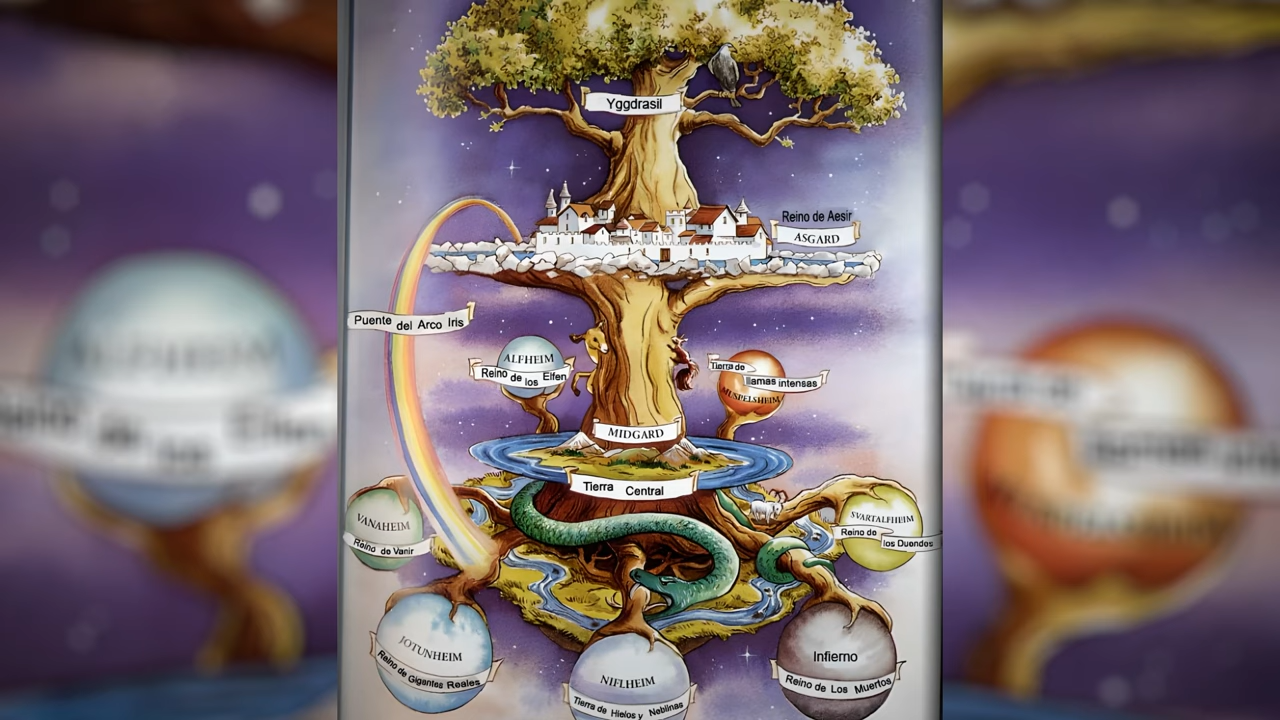 Yggdrasil
Reino de Aesir
ASGARD
Puente del Arco Iris
ALFHEIM
Reino de los Elfen
Tierra de
llamas intensas
MUSPELSHEIM
MIDGARD
Tierra Central
VANAHEIM
Reino de Vanir
SVARTALFHEIM
Reino de los Duendos
JOTUNHEIM
Reino de Gigantes Reales
NIFLHEIM
Tierra de Hielos y Neblinas
Infierno
Reino de Los Muertos